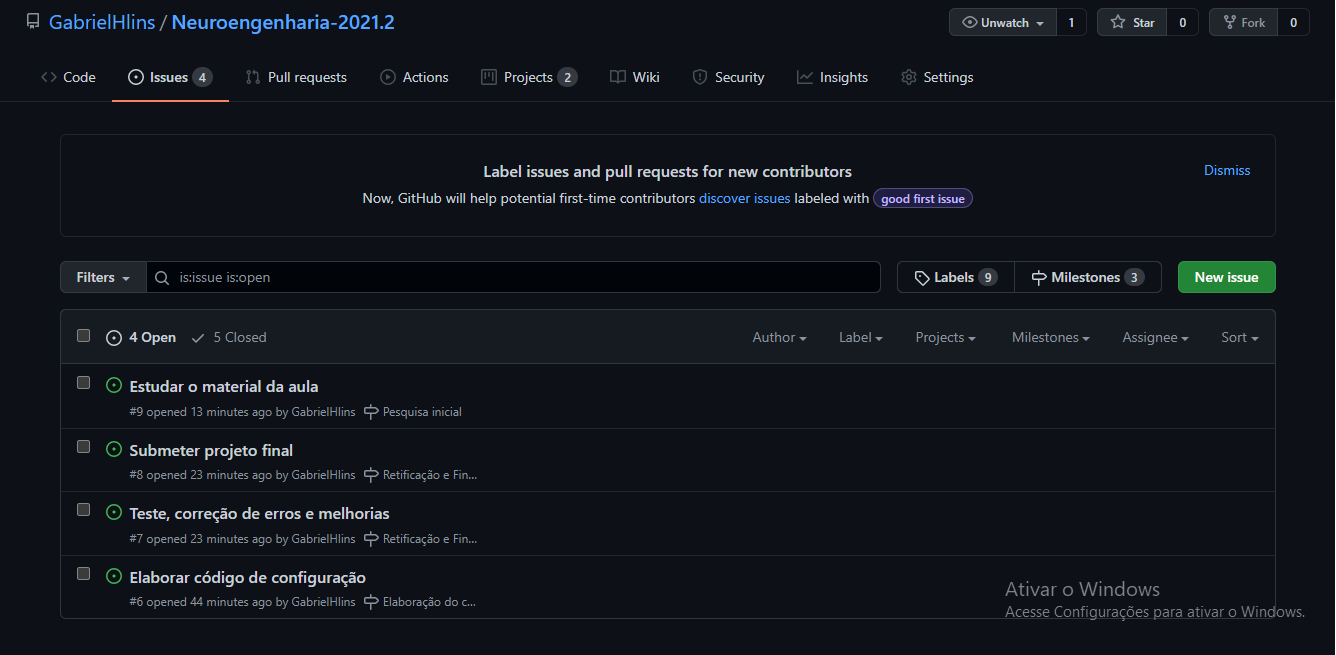 GabrielHlins / Neuroengenharia-2021.2 Unwatch 1 Star 0 Fork 0
Code Issues 4 Pull requests Actions Projects 2 Wiki Security Insights Settings
Label issues and pull requests for new contributors Dismiss
Now, GitHub will help potential first-time contributors discover issues labeled with good first issue
Filters is:issue is:open Labels 9 Milestones 3 New issue
4 Open 5 Closed Author Label Projects Milestones Assignee Sort
Estudar o material da aula
#9 opened 13 minutes ago by GabrielHlins Pesquisa inicial
Submeter projeto final
#8 opened 23 minutes ago by GabrielHlins Retificação e Fin...
Teste, correção de erros e melhorias
#7 opened 23 minutes ago by GabrielHlins Retificação e Fin...
Elaborar código de configuração
#6 opened 44 minutes ago by GabrielHlins Elaboração do c...
Ativar o Windows
Acesse Configurações para ativar o Windows.